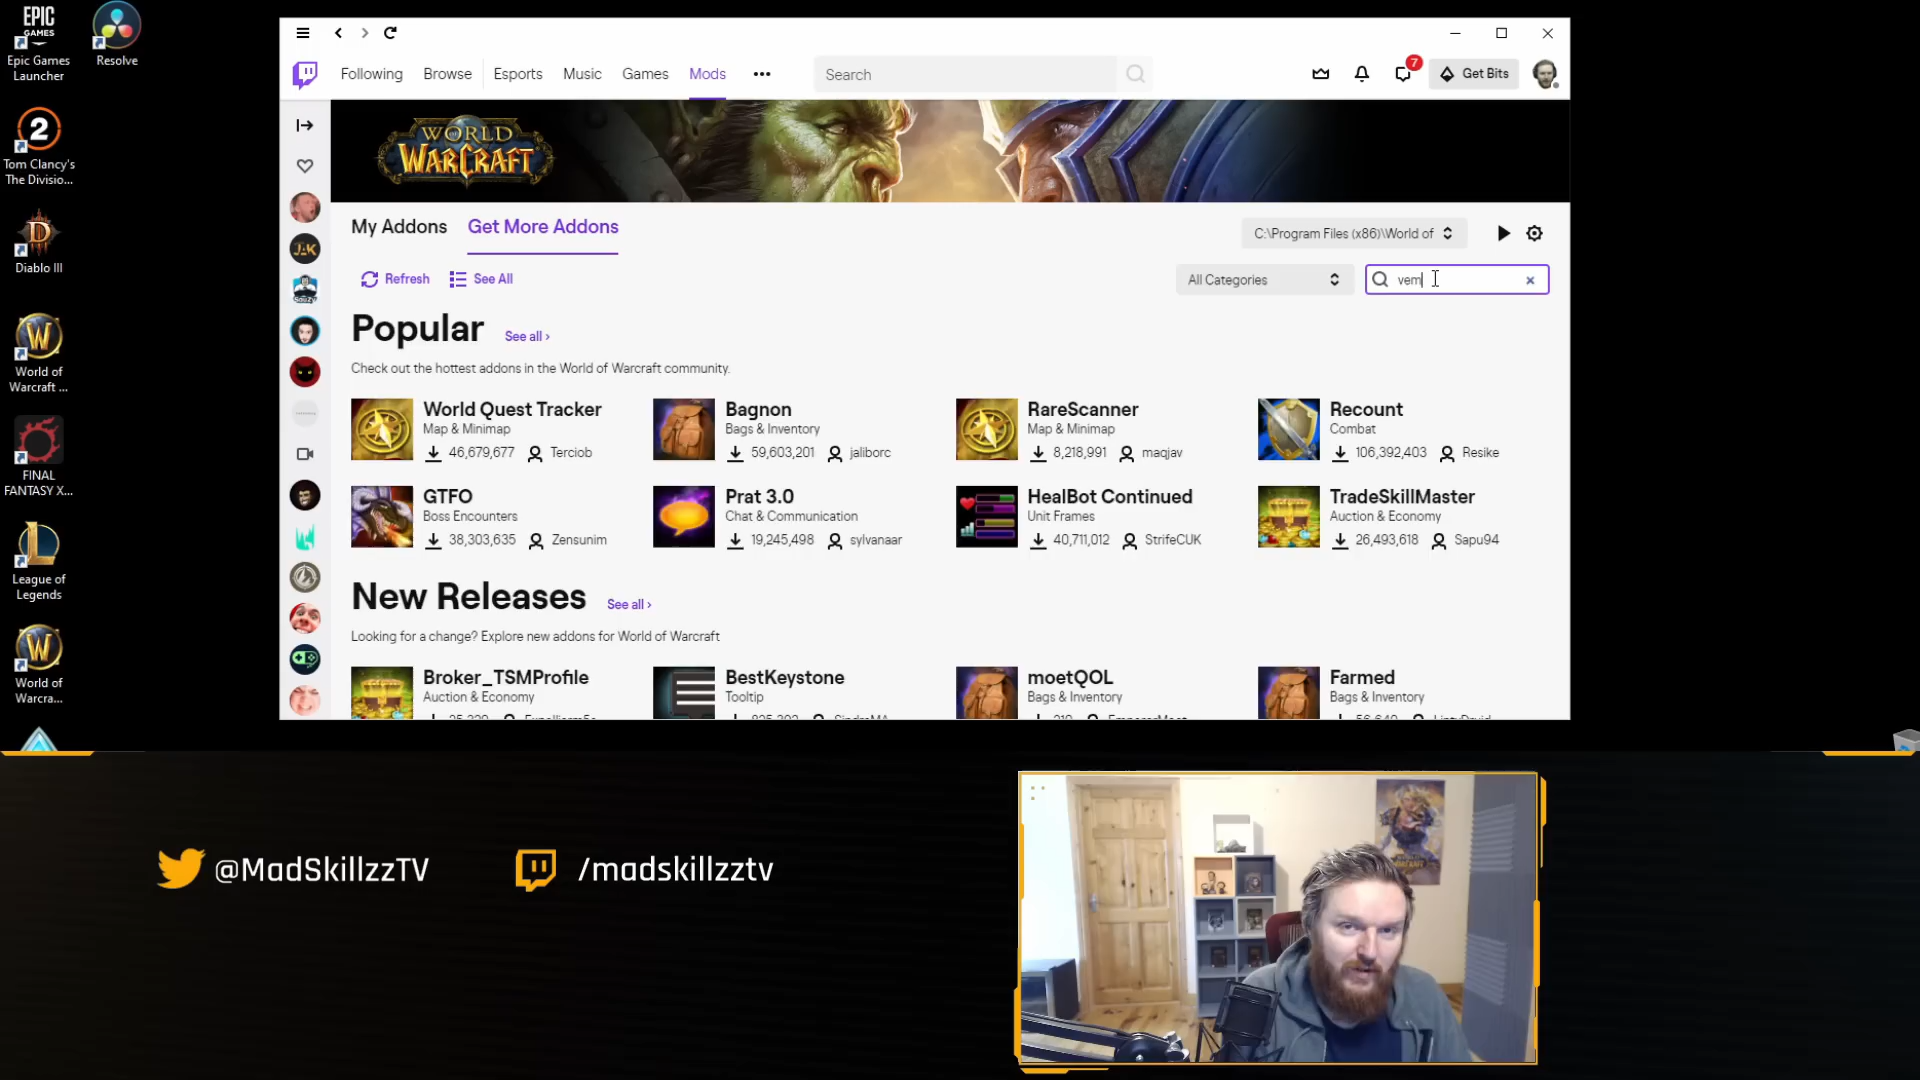 EPIC
GAMES
Epic Games
Launcher
Resolve
2
Tom Clancy's
The Divisio...
Diablo III
World of
Warcraft ...
FINAL
FANTASY X...
League of
Legends
World of
Warcra...
Following
Browse
Esports
Music
Games
Mods
Search
7
Get Bits
WORLD
OF
WARCRAFT
My Addons
Get More Addons
C:\Program Files (x86)\World of
Refresh
See All
All Categories
vem
Popular
See all ›
Check out the hottest addons in the World of Warcraft community.
World Quest Tracker
Map & Minimap
46,679,677
Terciob
Bagnon
Bags & Inventory
59,603,201
jaliborc
RareScanner
Map & Minimap
8,218,991
maqjav
Recount
Combat
106,392,403
Resike
GTFO
Boss Encounters
38,303,635
Zensunim
Prat 3.0
Chat & Communication
19,245,498
sylvanaar
HealBot Continued
Unit Frames
40,711,012
StrifeCUK
TradeSkillMaster
Auction & Economy
26,493,618
Sapu94
New Releases
See all ›
Looking for a change? Explore new addons for World of Warcraft
Broker_TSMProfile
Auction & Economy
BestKeystone
Tooltip
moetQOL
Bags & Inventory
Farmed
Bags & Inventory
@MadSkillzzTV
/madskillzztv